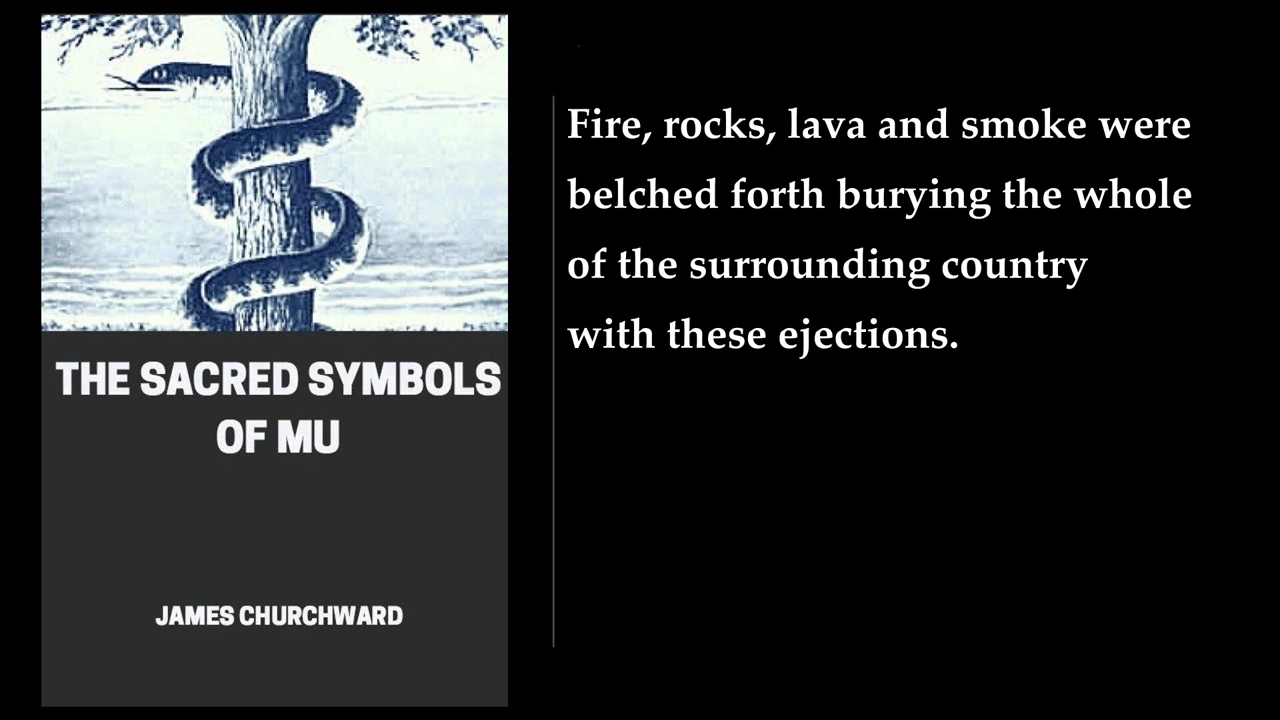 THE SACRED SYMBOLS
OF MU
JAMES CHURCHWARD
Fire, rocks, lava and smoke were
belched forth burying the whole
of the surrounding country
with these ejections.